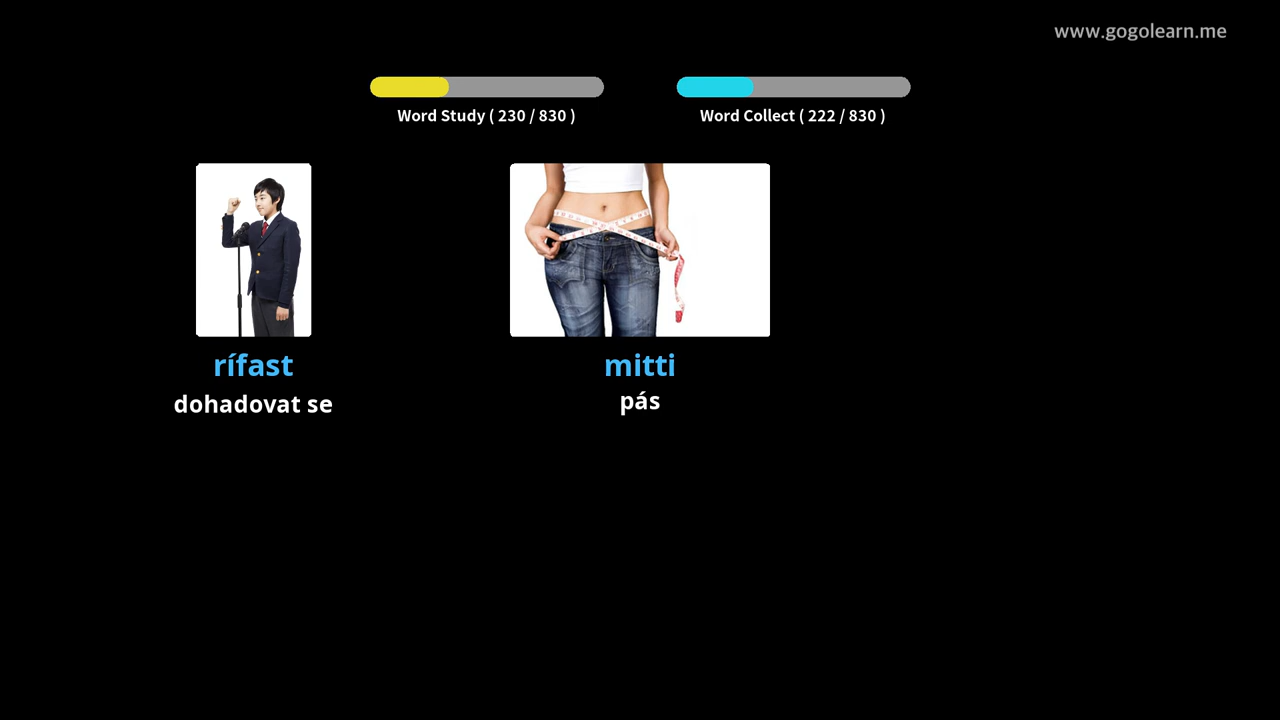 www.gogolearn.me
Word Study ( 230 / 830 )
Word Collect ( 222 / 830 )
rífast
dohadovat se
mitti
pás